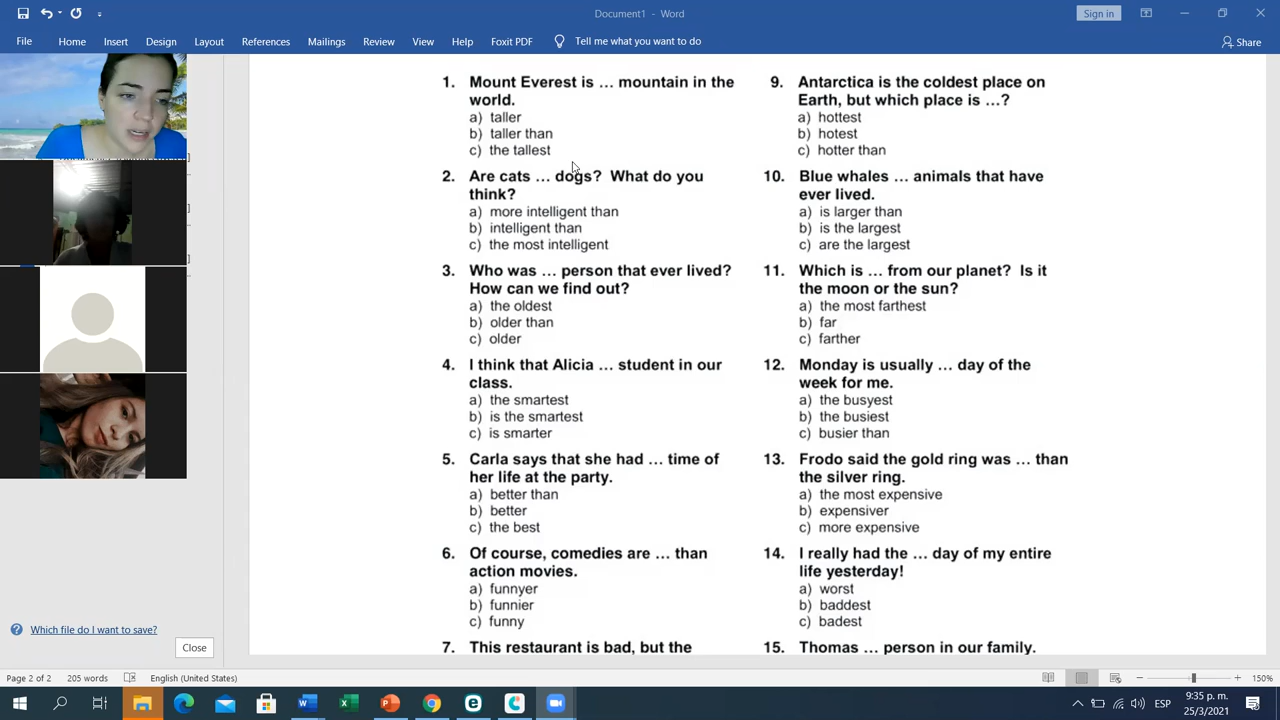 Document1 - Word
Sign in
File Home Insert Design Layout References Mailings Review View Help Foxit PDF Tell me what you want to do Share
1. Mount Everest is … mountain in the
world.
a) taller
b) taller than
c) the tallest
2. Are cats … dogs? What do you
think?
a) more intelligent than
b) intelligent than
c) the most intelligent
3. Who was … person that ever lived?
How can we find out?
a) the oldest
b) older than
c) older
4. I think that Alicia … student in our
class.
a) the smartest
b) is the smartest
c) is smarter
5. Carla says that she had … time of
her life at the party.
a) better than
b) better
c) the best
6. Of course, comedies are … than
action movies.
a) funnyer
b) funnier
c) funny
7. This restaurant is bad, but the
9. Antarctica is the coldest place on
Earth, but which place is …?
a) hottest
b) hotest
c) hotter than
10. Blue whales … animals that have
ever lived.
a) is larger than
b) is the largest
c) are the largest
11. Which is … from our planet? Is it
the moon or the sun?
a) the most farthest
b) far
c) farther
12. Monday is usually … day of the
week for me.
a) the busyest
b) the busiest
c) busier than
13. Frodo said the gold ring was … than
the silver ring.
a) the most expensive
b) expensiver
c) more expensive
14. I really had the … day of my entire
life yesterday!
a) worst
b) baddest
c) badest
15. Thomas … person in our family.
Which file do I want to save?
Close
Page 2 of 2 205 words English (United States) 150%
ESP
9:35 p. m.
25/3/2021